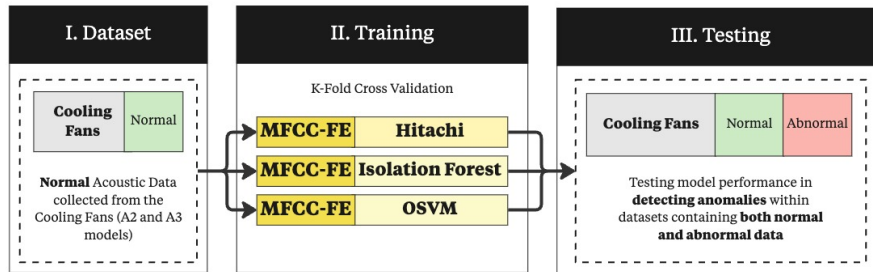 I. Dataset
Cooling
Fans
Normal
Normal Acoustic Data
collected from the
Cooling Fans (A2 and A3
models)
II. Training
K-Fold Cross Validation
MFCC-FE Hitachi
MFCC-FE Isolation Forest
MFCC-FE OSVM
III. Testing
Cooling Fans Normal Abnormal
Testing model performance in
detecting anomalies within
datasets containing both normal
and abnormal data